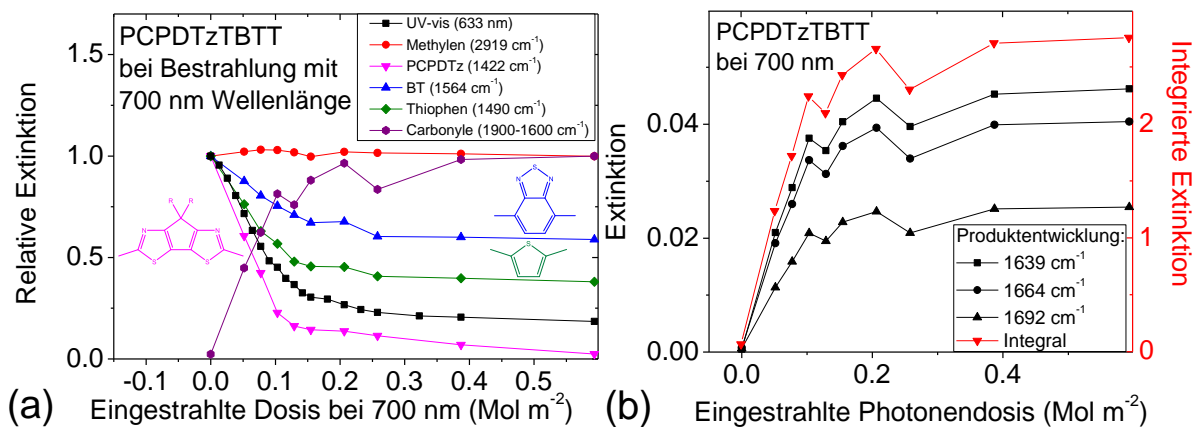 PCPDTzTBTT
bei Bestrahlung mit
700 nm Wellenlänge
UV-vis (633 nm)
Methylen (2919 cm⁻¹)
PCPDTz (1422 cm⁻¹)
BT (1564 cm⁻¹)
Thiophen (1490 cm⁻¹)
Carbonyle (1900-1600 cm⁻¹)
Relative Extinktion
1.5
1.0
0.5
0.0
R R
N N
S S
S
N N
S
-0.1 0.0 0.1 0.2 0.3 0.4 0.5
Eingestrahlte Dosis bei 700 nm (Mol m⁻²)
(a)
PCPDTzTBTT
bei 700 nm
Extinktion
0.04
0.02
0.00
Integrierte Extinktion
2
1
0
Produktentwicklung:
1639 cm⁻¹
1664 cm⁻¹
1692 cm⁻¹
Integral
0.0 0.2 0.4
Eingestrahlte Photonendosis (Mol m⁻²)
(b)